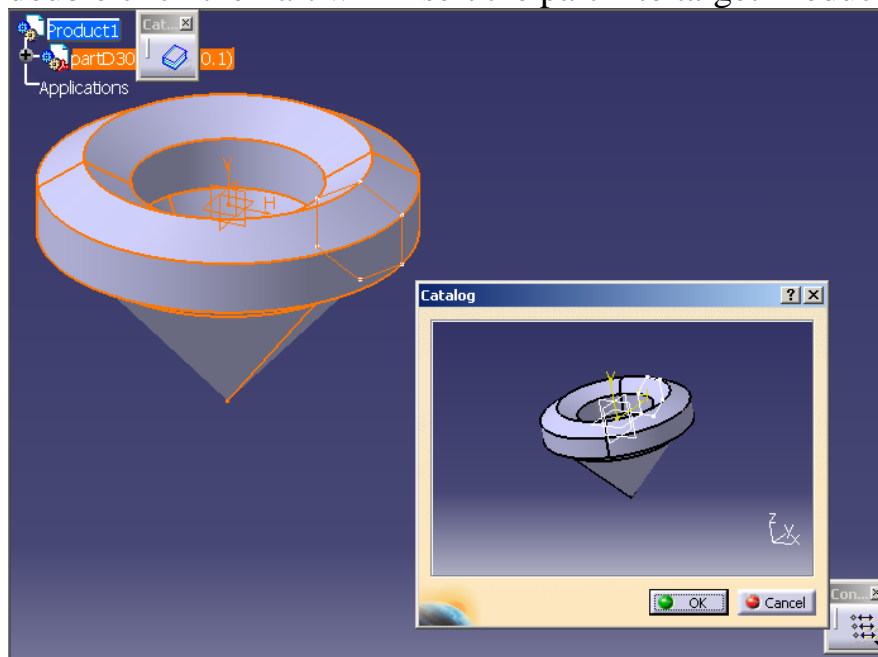 Product1
Cat...
partD30
0.1)
Applications
Y
H
Catalog
?
Y
Z
Y
X
OK
Cancel
Con...